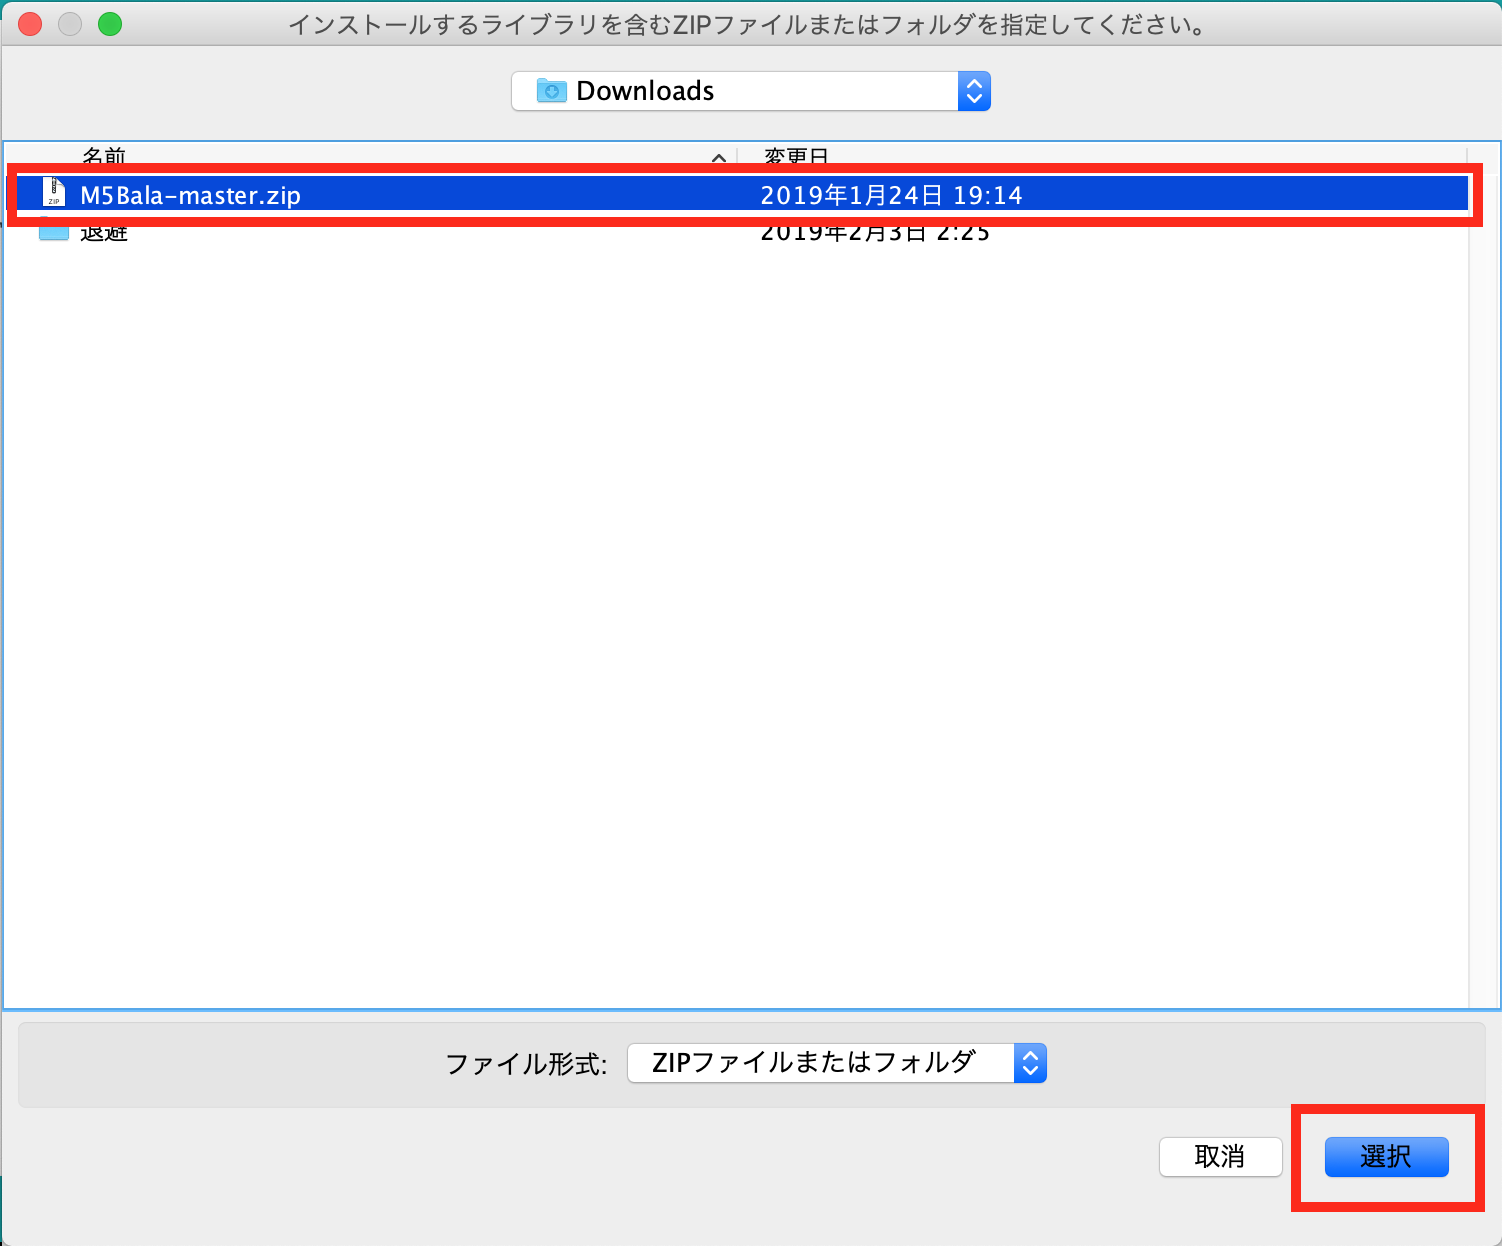 インストールするライブラリを含むZIPファイルまたはフォルダを指定してください。
Downloads
名前 変更日
ZIP M5Bala-master.zip 2019年1月24日 19:14
退避 2019年2月3日 2:25
ファイル形式: ZIPファイルまたはフォルダ
取消 選択